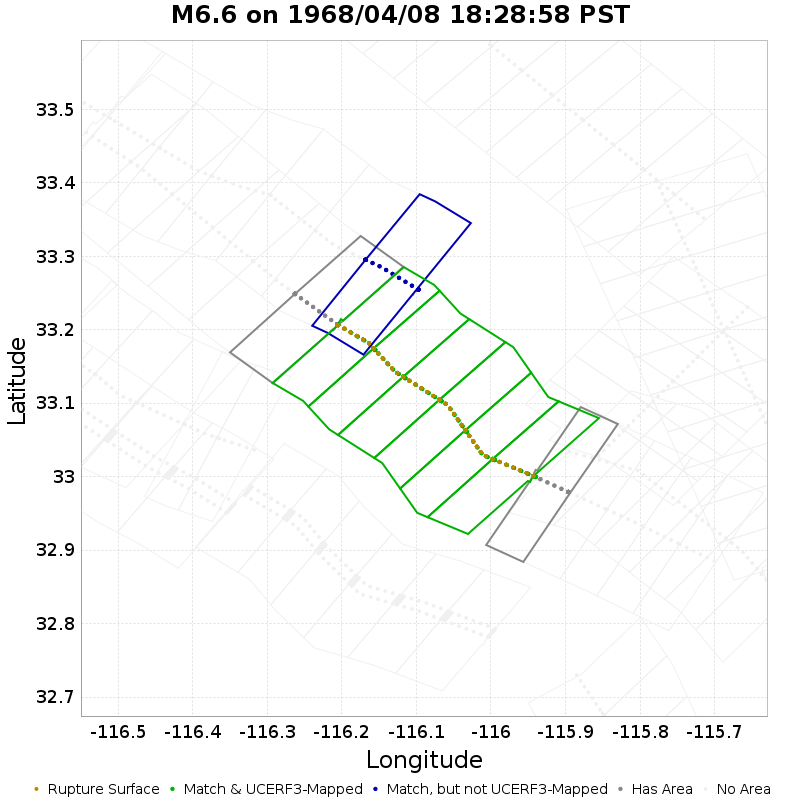 M6.6 on 1968/04/08 18:28:58 PST
33.5
33.4
33.3
33.2
33.1
33
32.9
32.8
32.7
Latitude
-116.5 -116.4 -116.3 -116.2 -116.1 -116 -115.9 -115.8 -115.7
Longitude
Rupture Surface Match & UCERF3-Mapped Match, but not UCERF3-Mapped Has Area No Area